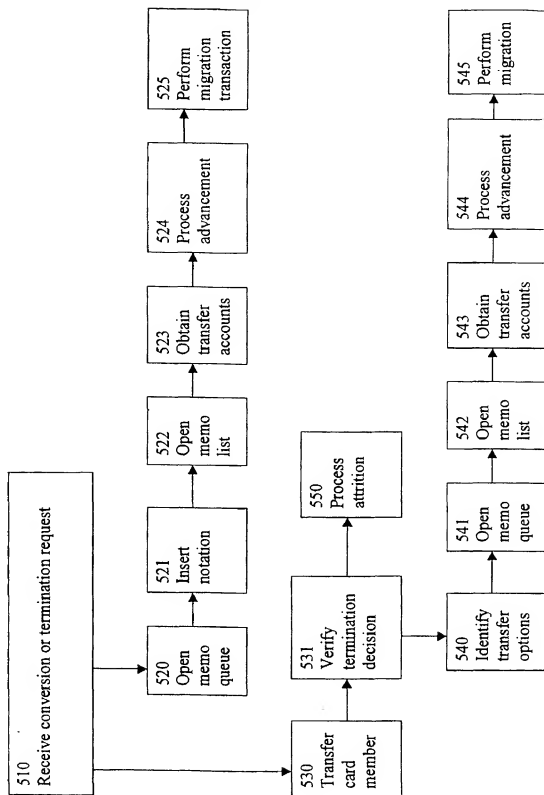 510
Receive conversion or termination request
520
Open
memo
queue
521
Insert
notation
522
Open
memo
list
523
Obtain
transfer
accounts
524
Process
advancement
525
Perform
migration
transaction
530
Transfer
card
member
531
Verify
termination
decision
550
Process
attrition
540
Identify
transfer
options
541
Open
memo
queue
542
Open
memo
list
543
Obtain
transfer
accounts
544
Process
advancement
545
Perform
migration